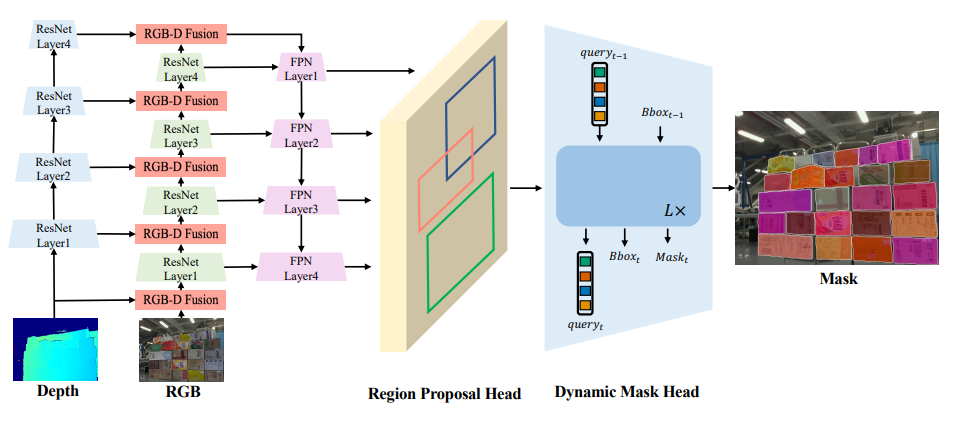 ResNet
Layer4
RGB-D Fusion
ResNet
Layer4
FPN
Layer1
ResNet
Layer3
RGB-D Fusion
ResNet
Layer3
FPN
Layer2
ResNet
Layer2
RGB-D Fusion
ResNet
Layer2
FPN
Layer3
ResNet
Layer1
RGB-D Fusion
ResNet
Layer1
FPN
Layer4
RGB-D Fusion
Depth
RGB
Region Proposal Head
query_{t-1}
Bbox_{t-1}
L×
Bbox_t
Mask_t
query_t
Dynamic Mask Head
Mask